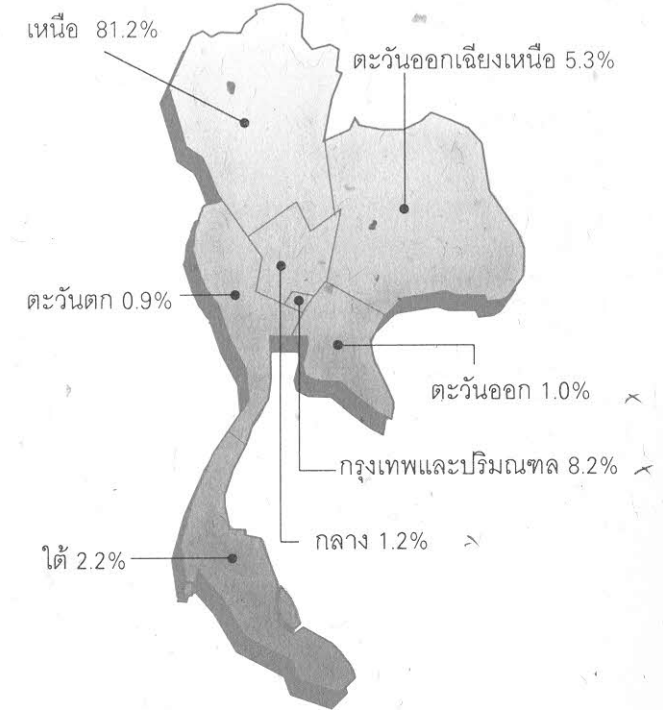 เหนือ 81.2%
ตะวันออกเฉียงเหนือ 5.3%
ตะวันตก 0.9%
ตะวันออก 1.0%
กรุงเทพและปริมณฑล 8.2%
กลาง 1.2%
ใต้ 2.2%